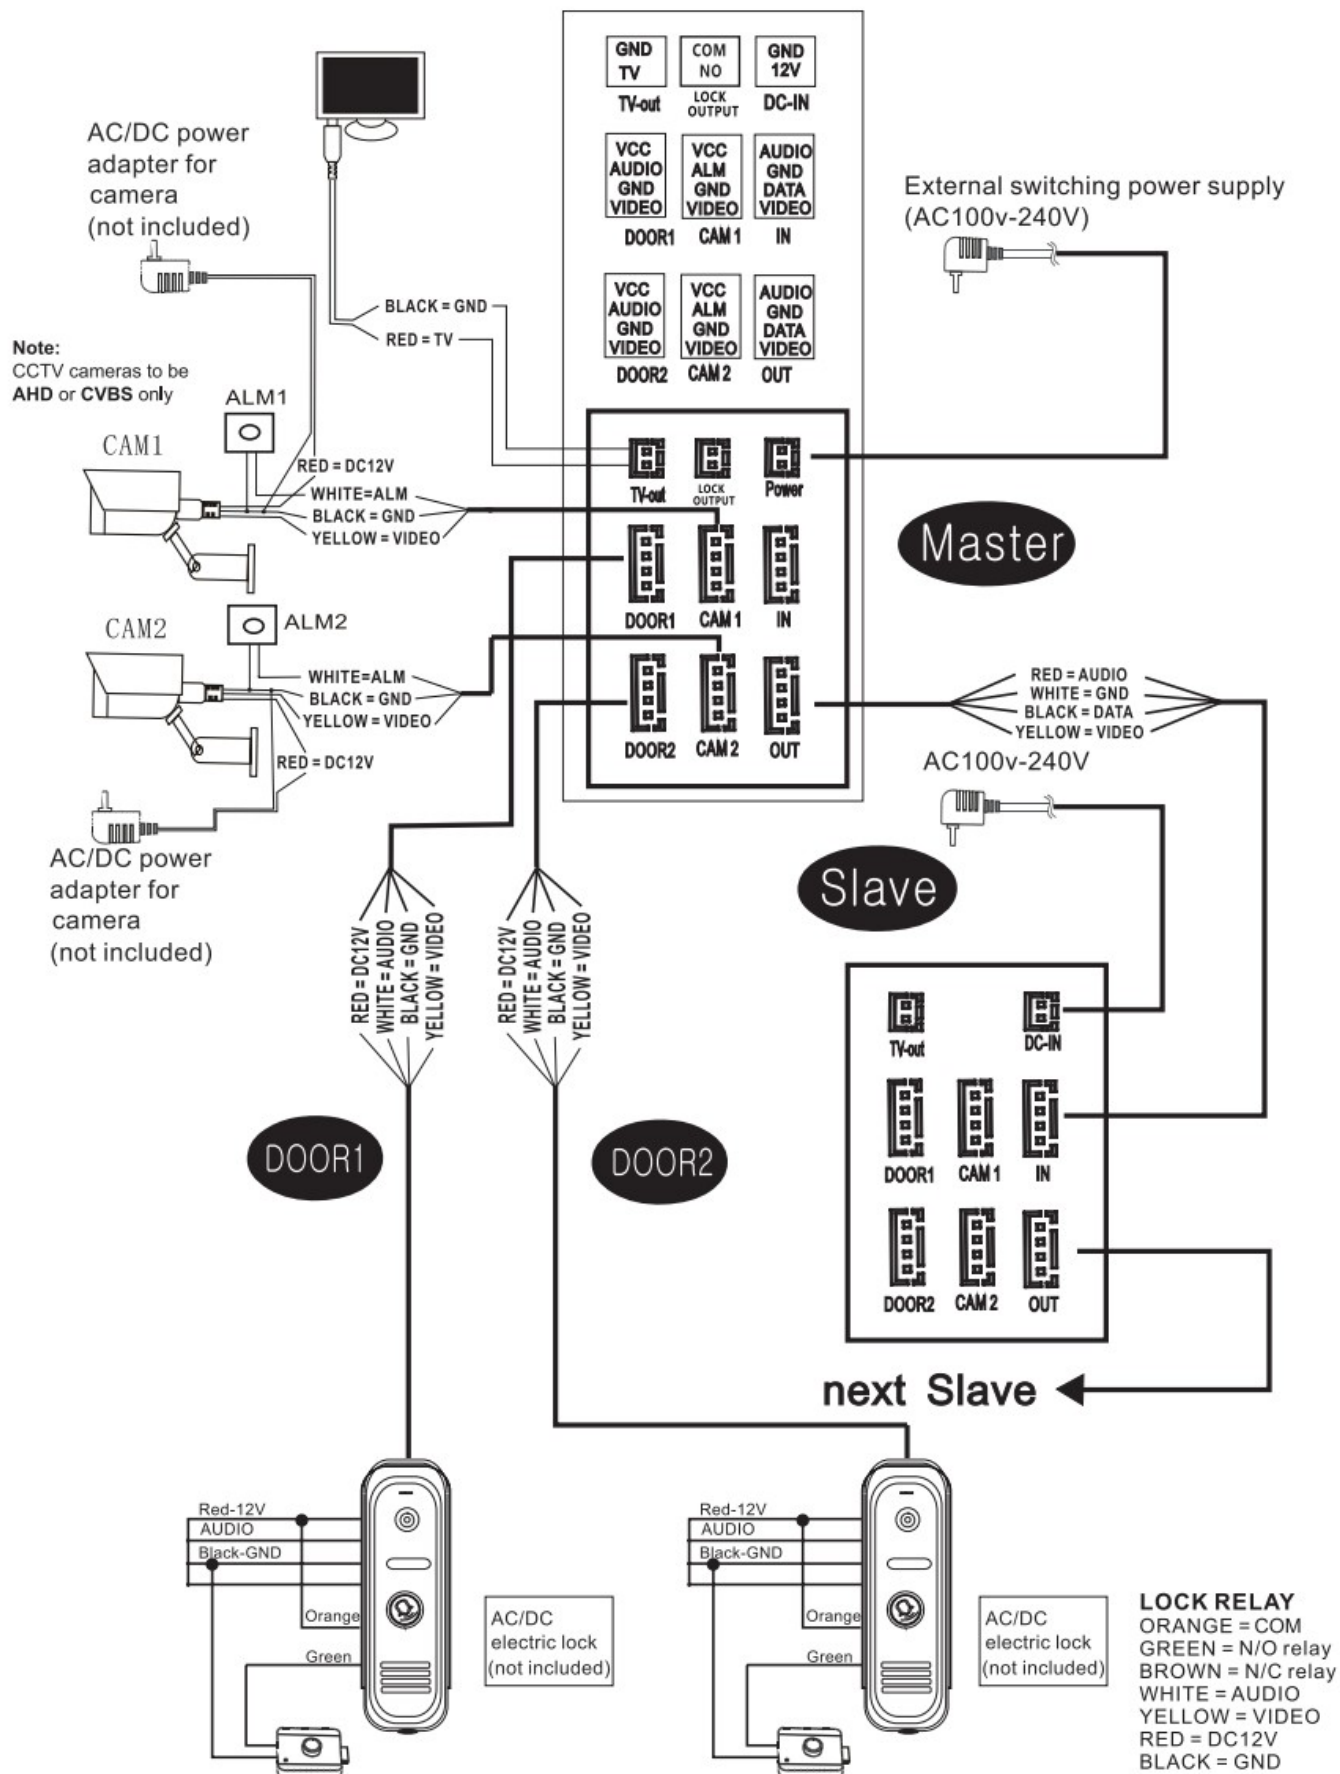 GND
TV
TV-out
COM
NO
LOCK
OUTPUT
GND
12V
DC-IN
VCC
AUDIO
GND
VIDEO
DOOR1
VCC
ALM
GND
VIDEO
CAM 1
AUDIO
GND
DATA
VIDEO
IN
VCC
AUDIO
GND
VIDEO
DOOR2
VCC
ALM
GND
VIDEO
CAM 2
AUDIO
GND
DATA
VIDEO
OUT
AC/DC power
adapter for
camera
(not included)
External switching power supply
(AC100v-240V)
BLACK = GND
RED = TV
Note:
CCTV cameras to be
AHD or CVBS only
ALM1
CAM1
RED = DC12V
WHITE=ALM
BLACK = GND
YELLOW = VIDEO
TV-out
LOCK
OUTPUT
Power
Master
DOOR1
CAM 1
IN
ALM2
CAM2
WHITE=ALM
BLACK = GND
YELLOW = VIDEO
RED = DC12V
DOOR2
CAM 2
OUT
RED = AUDIO
WHITE = GND
BLACK = DATA
YELLOW = VIDEO
AC100v-240V
AC/DC power
adapter for
camera
(not included)
Slave
RED = DC12V
WHITE = AUDIO
BLACK = GND
YELLOW = VIDEO
RED = DC12V
WHITE = AUDIO
BLACK = GND
YELLOW = VIDEO
TV-out
DC-IN
DOOR1
CAM 1
IN
DOOR2
CAM 2
OUT
DOOR1
DOOR2
next Slave
Red-12V
AUDIO
Black-GND
Orange
Green
AC/DC
electric lock
(not included)
Red-12V
AUDIO
Black-GND
Orange
Green
AC/DC
electric lock
(not included)
LOCK RELAY
ORANGE = COM
GREEN = N/O relay
BROWN = N/C relay
WHITE = AUDIO
YELLOW = VIDEO
RED = DC12V
BLACK = GND